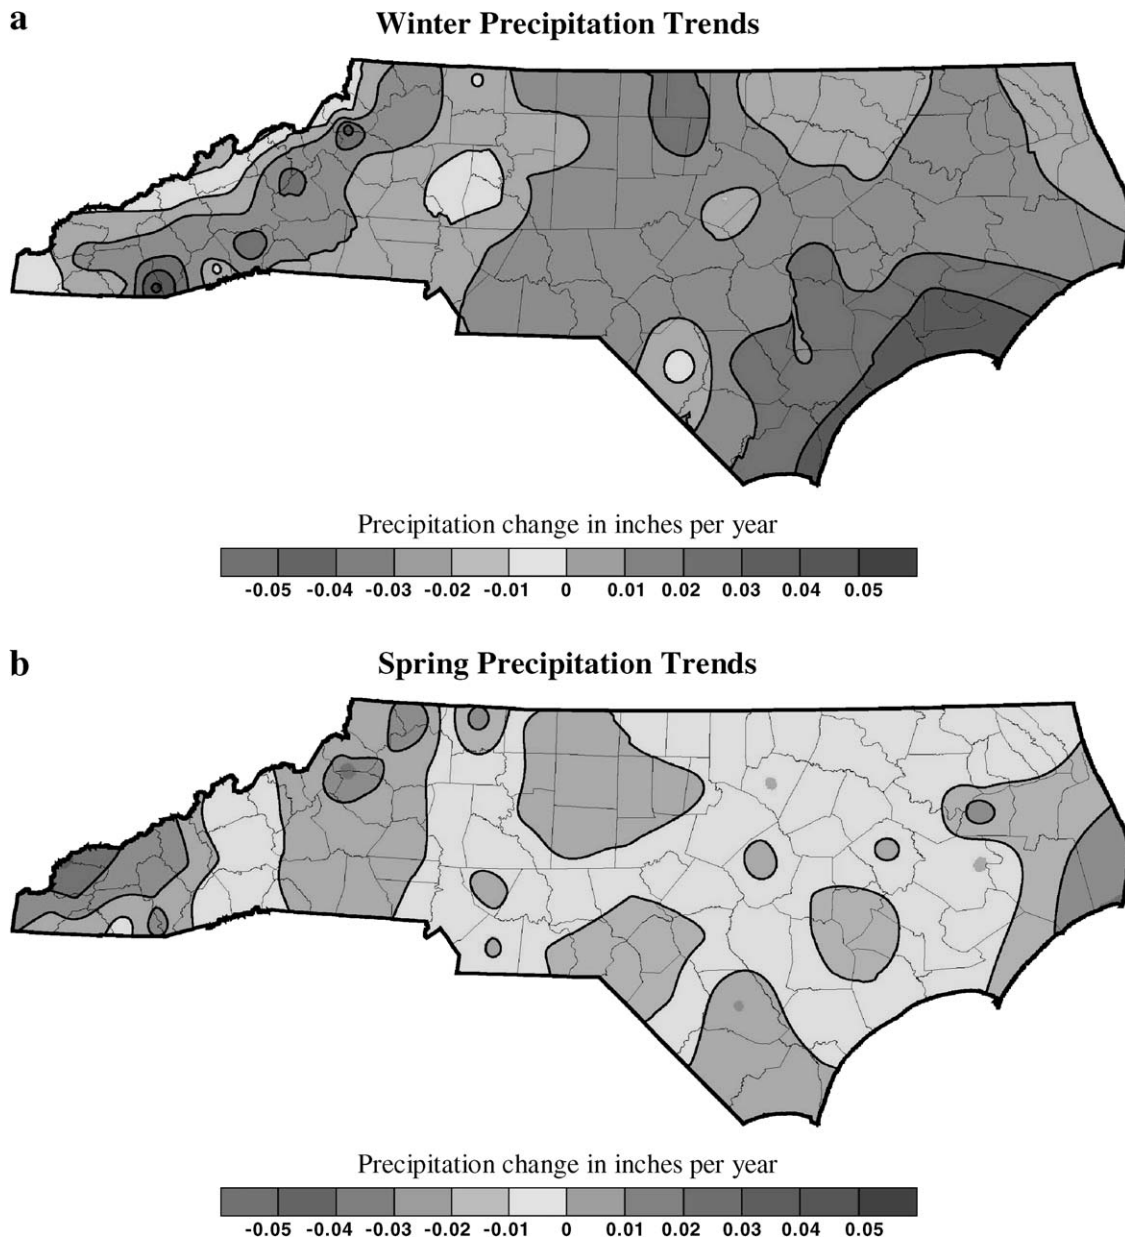 a
Winter Precipitation Trends
Precipitation change in inches per year
-0.05 -0.04 -0.03 -0.02 -0.01 0 0.01 0.02 0.03 0.04 0.05
b
Spring Precipitation Trends
Precipitation change in inches per year
-0.05 -0.04 -0.03 -0.02 -0.01 0 0.01 0.02 0.03 0.04 0.05